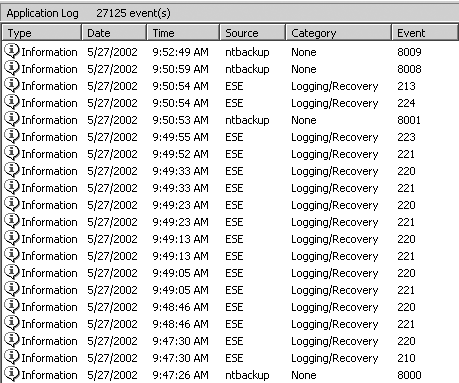 Application Log 27125 event(s)
Type Date Time Source Category Event
Information 5/27/2002 9:52:49 AM ntbackup None 8009
Information 5/27/2002 9:50:59 AM ntbackup None 8008
Information 5/27/2002 9:50:54 AM ESE Logging/Recovery 213
Information 5/27/2002 9:50:54 AM ESE Logging/Recovery 224
Information 5/27/2002 9:50:53 AM ntbackup None 8001
Information 5/27/2002 9:49:55 AM ESE Logging/Recovery 223
Information 5/27/2002 9:49:52 AM ESE Logging/Recovery 221
Information 5/27/2002 9:49:33 AM ESE Logging/Recovery 220
Information 5/27/2002 9:49:33 AM ESE Logging/Recovery 221
Information 5/27/2002 9:49:23 AM ESE Logging/Recovery 220
Information 5/27/2002 9:49:23 AM ESE Logging/Recovery 221
Information 5/27/2002 9:49:13 AM ESE Logging/Recovery 220
Information 5/27/2002 9:49:13 AM ESE Logging/Recovery 221
Information 5/27/2002 9:49:05 AM ESE Logging/Recovery 220
Information 5/27/2002 9:49:05 AM ESE Logging/Recovery 221
Information 5/27/2002 9:48:46 AM ESE Logging/Recovery 220
Information 5/27/2002 9:48:46 AM ESE Logging/Recovery 221
Information 5/27/2002 9:47:30 AM ESE Logging/Recovery 220
Information 5/27/2002 9:47:30 AM ESE Logging/Recovery 210
Information 5/27/2002 9:47:26 AM ntbackup None 8000